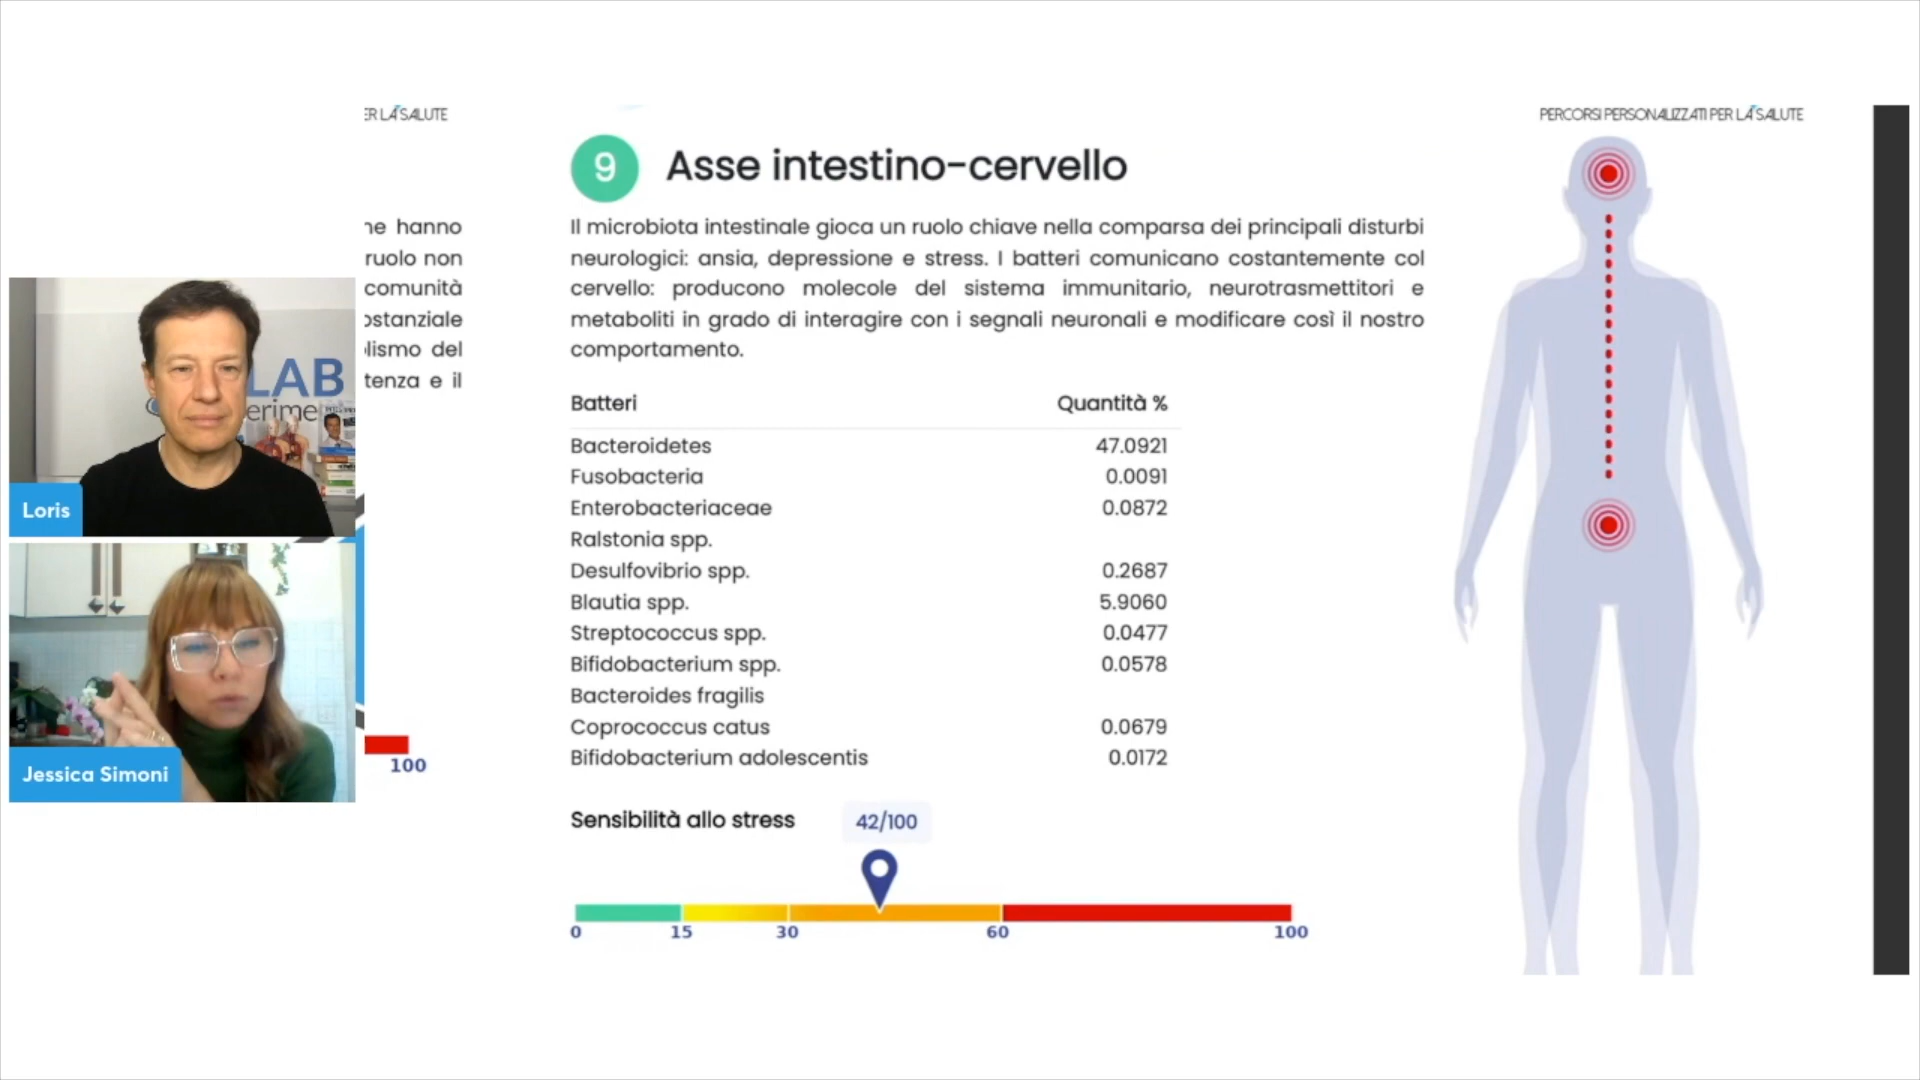 ER LA SALUTE
PERCORSI PERSONALIZZATI PER LA SALUTE
9 Asse intestino-cervello
Il microbiota intestinale gioca un ruolo chiave nella comparsa dei principali disturbi
neurologici: ansia, depressione e stress. I batteri comunicano costantemente col
cervello: producono molecole del sistema immunitario, neurotrasmettitori e
metaboliti in grado di interagire con i segnali neuronali e modificare così il nostro
comportamento.
ne hanno
ruolo non
comunità
ostanziale
lismo del
tenza e il
Batteri Quantità %
Bacteroidetes 47.0921
Fusobacteria 0.0091
Enterobacteriaceae 0.0872
Ralstonia spp.
Desulfovibrio spp. 0.2687
Blautia spp. 5.9060
Streptococcus spp. 0.0477
Bifidobacterium spp. 0.0578
Bacteroides fragilis
Coprococcus catus 0.0679
Bifidobacterium adolescentis 0.0172
Sensibilità allo stress 42/100
0 15 30 60 100
100
LAB
erime
Loris
Jessica Simoni